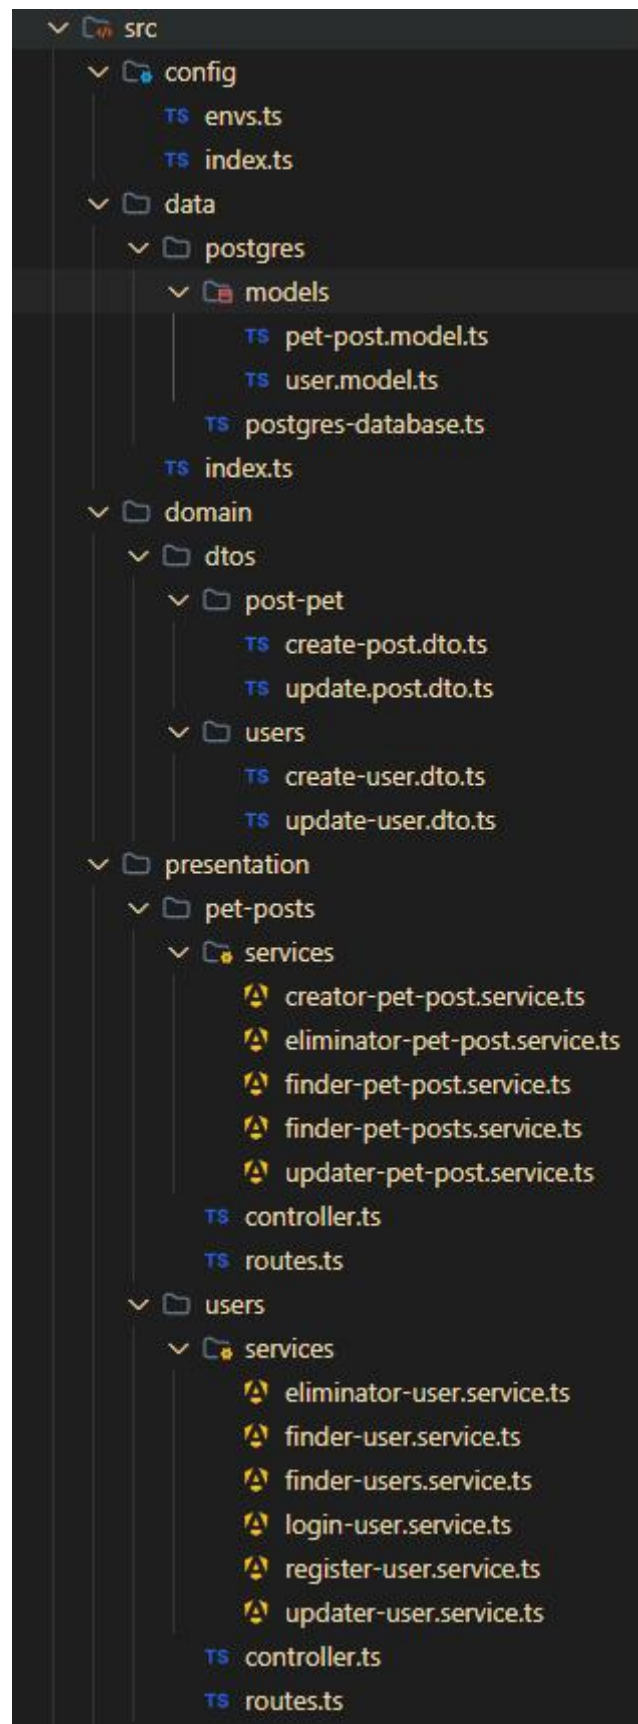 src
config
TS envs.ts
TS index.ts
data
postgres
models
TS pet-post.model.ts
TS user.model.ts
TS postgres-database.ts
TS index.ts
domain
dtos
post-pet
TS create-post.dto.ts
TS update.post.dto.ts
users
TS create-user.dto.ts
TS update-user.dto.ts
presentation
pet-posts
services
creator-pet-post.service.ts
eliminator-pet-post.service.ts
finder-pet-post.service.ts
finder-pet-posts.service.ts
updater-pet-post.service.ts
TS controller.ts
TS routes.ts
users
services
eliminator-user.service.ts
finder-user.service.ts
finder-users.service.ts
login-user.service.ts
register-user.service.ts
updater-user.service.ts
TS controller.ts
TS routes.ts